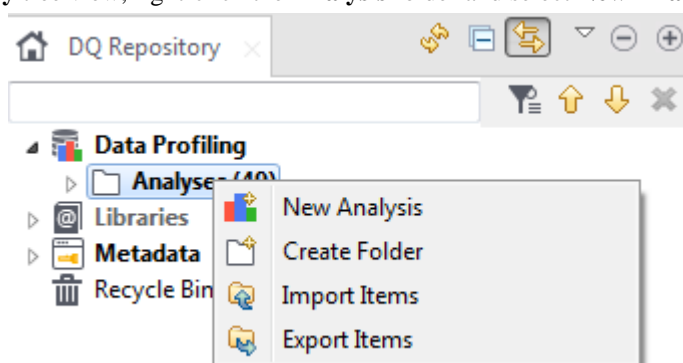 DQ Repository
Data Profiling
Analyses (40)
New Analysis
Libraries
Create Folder
Metadata
Import Items
Recycle Bin
Export Items